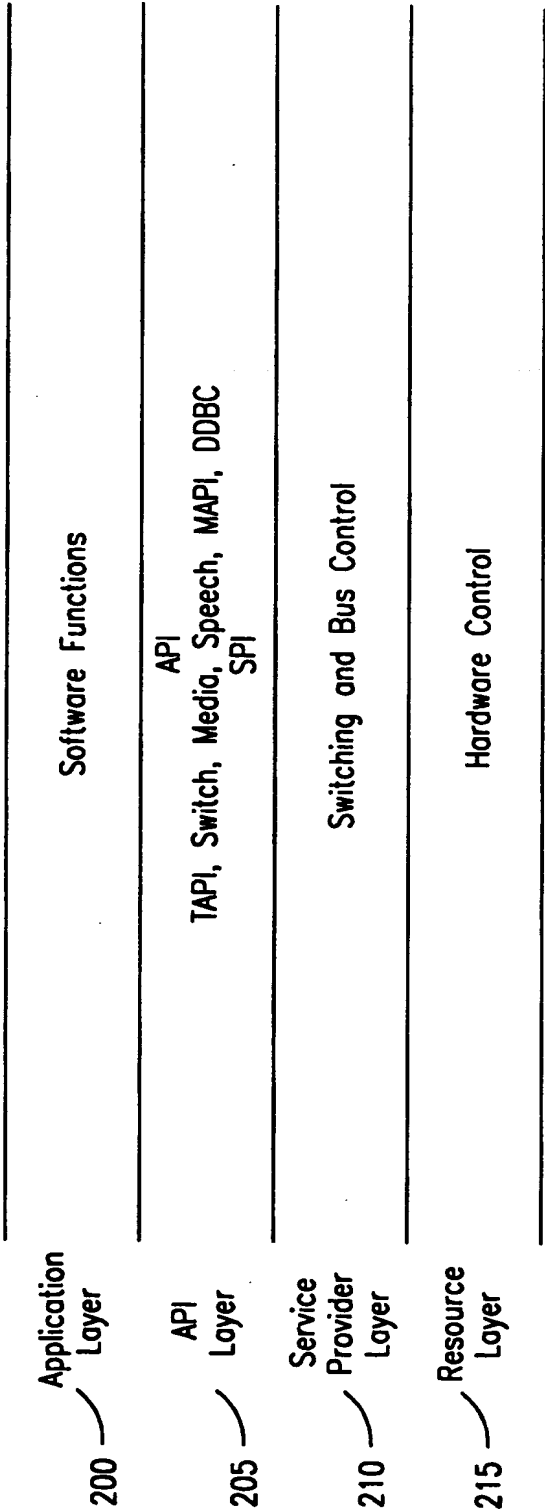 200
Application
Layer
Software Functions
205
API
Layer
API
TAPI, Switch, Media, Speech, MAPI, DDBC
SPI
210
Service
Provider
Layer
Switching and Bus Control
215
Resource
Layer
Hardware Control